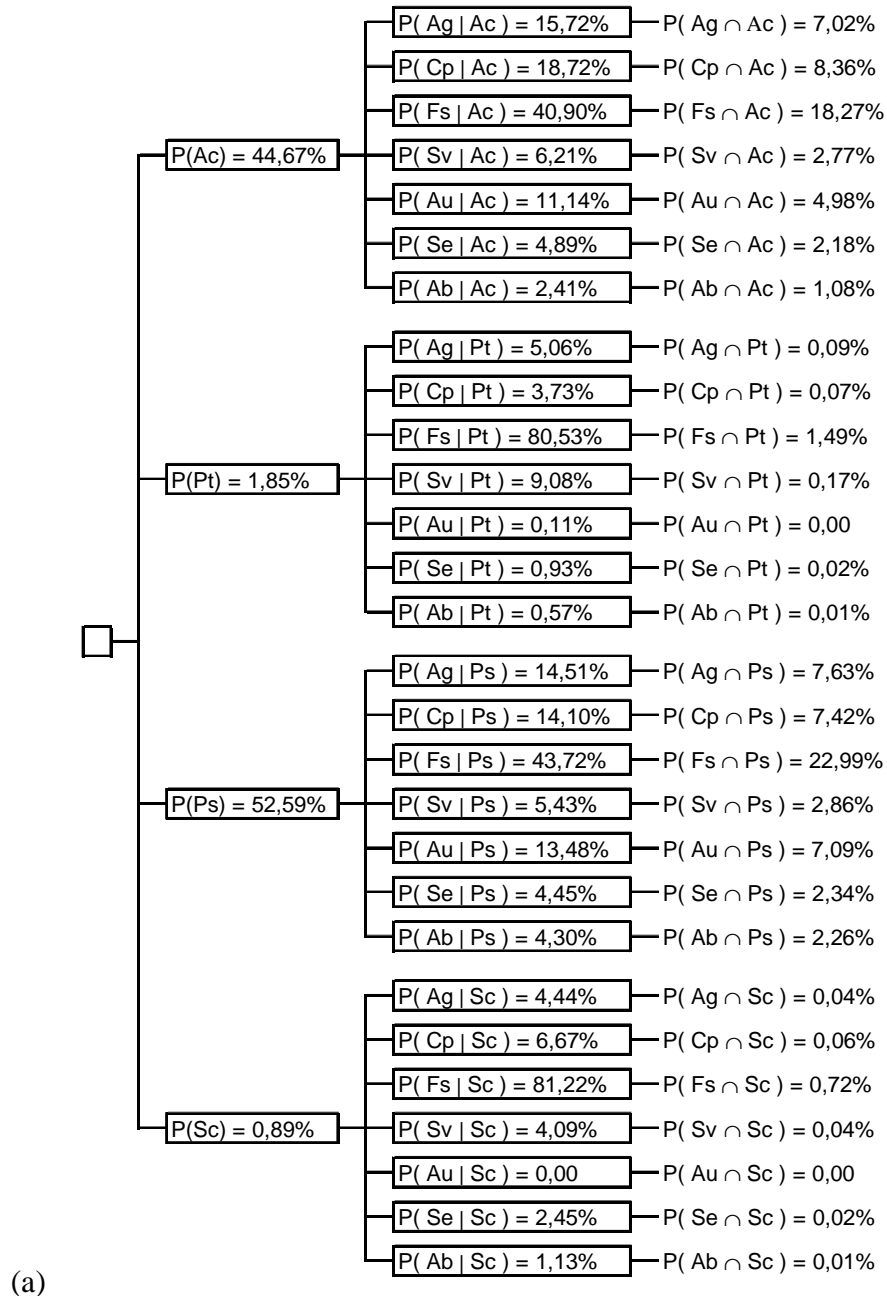 P( Ag | Ac ) = 15,72% P( Ag ∩ Ac ) = 7,02%
P( Cp | Ac ) = 18,72% P( Cp ∩ Ac ) = 8,36%
P( Fs | Ac ) = 40,90% P( Fs ∩ Ac ) = 18,27%
P(Ac) = 44,67% P( Sv | Ac ) = 6,21% P( Sv ∩ Ac ) = 2,77%
P( Au | Ac ) = 11,14% P( Au ∩ Ac ) = 4,98%
P( Se | Ac ) = 4,89% P( Se ∩ Ac ) = 2,18%
P( Ab | Ac ) = 2,41% P( Ab ∩ Ac ) = 1,08%
P( Ag | Pt ) = 5,06% P( Ag ∩ Pt ) = 0,09%
P( Cp | Pt ) = 3,73% P( Cp ∩ Pt ) = 0,07%
P( Fs | Pt ) = 80,53% P( Fs ∩ Pt ) = 1,49%
P(Pt) = 1,85% P( Sv | Pt ) = 9,08% P( Sv ∩ Pt ) = 0,17%
P( Au | Pt ) = 0,11% P( Au ∩ Pt ) = 0,00
P( Se | Pt ) = 0,93% P( Se ∩ Pt ) = 0,02%
P( Ab | Pt ) = 0,57% P( Ab ∩ Pt ) = 0,01%
P( Ag | Ps ) = 14,51% P( Ag ∩ Ps ) = 7,63%
P( Cp | Ps ) = 14,10% P( Cp ∩ Ps ) = 7,42%
P( Fs | Ps ) = 43,72% P( Fs ∩ Ps ) = 22,99%
P(Ps) = 52,59% P( Sv | Ps ) = 5,43% P( Sv ∩ Ps ) = 2,86%
P( Au | Ps ) = 13,48% P( Au ∩ Ps ) = 7,09%
P( Se | Ps ) = 4,45% P( Se ∩ Ps ) = 2,34%
P( Ab | Ps ) = 4,30% P( Ab ∩ Ps ) = 2,26%
P( Ag | Sc ) = 4,44% P( Ag ∩ Sc ) = 0,04%
P( Cp | Sc ) = 6,67% P( Cp ∩ Sc ) = 0,06%
P( Fs | Sc ) = 81,22% P( Fs ∩ Sc ) = 0,72%
P(Sc) = 0,89% P( Sv | Sc ) = 4,09% P( Sv ∩ Sc ) = 0,04%
P( Au | Sc ) = 0,00 P( Au ∩ Sc ) = 0,00
P( Se | Sc ) = 2,45% P( Se ∩ Sc ) = 0,02%
P( Ab | Sc ) = 1,13% P( Ab ∩ Sc ) = 0,01%
(a)